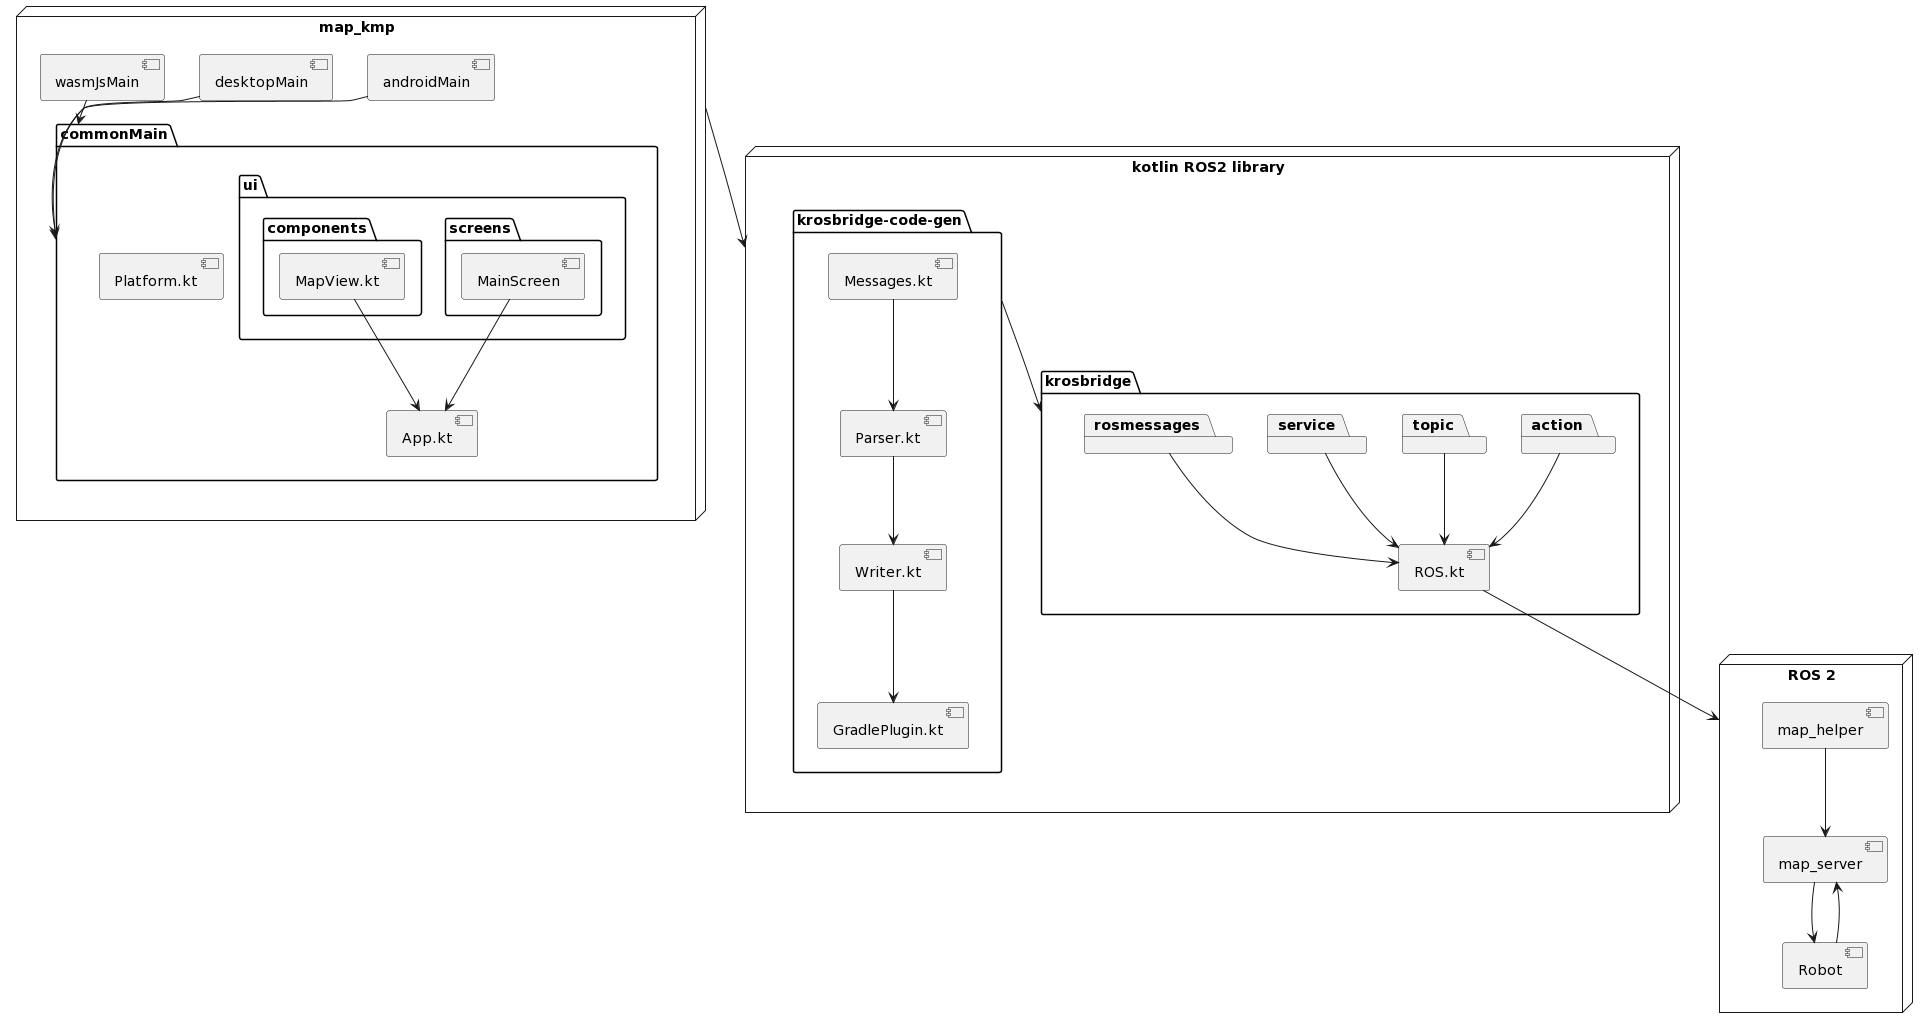 map_kmp
wasmJsMain
desktopMain
androidMain
commonMain
ui
components
screens
Platform.kt
MapView.kt
MainScreen
App.kt
kotlin ROS2 library
krosbridge-code-gen
Messages.kt
Parser.kt
Writer.kt
GradlePlugin.kt
krosbridge
rosmessages
service
topic
action
ROS.kt
ROS 2
map_helper
map_server
Robot